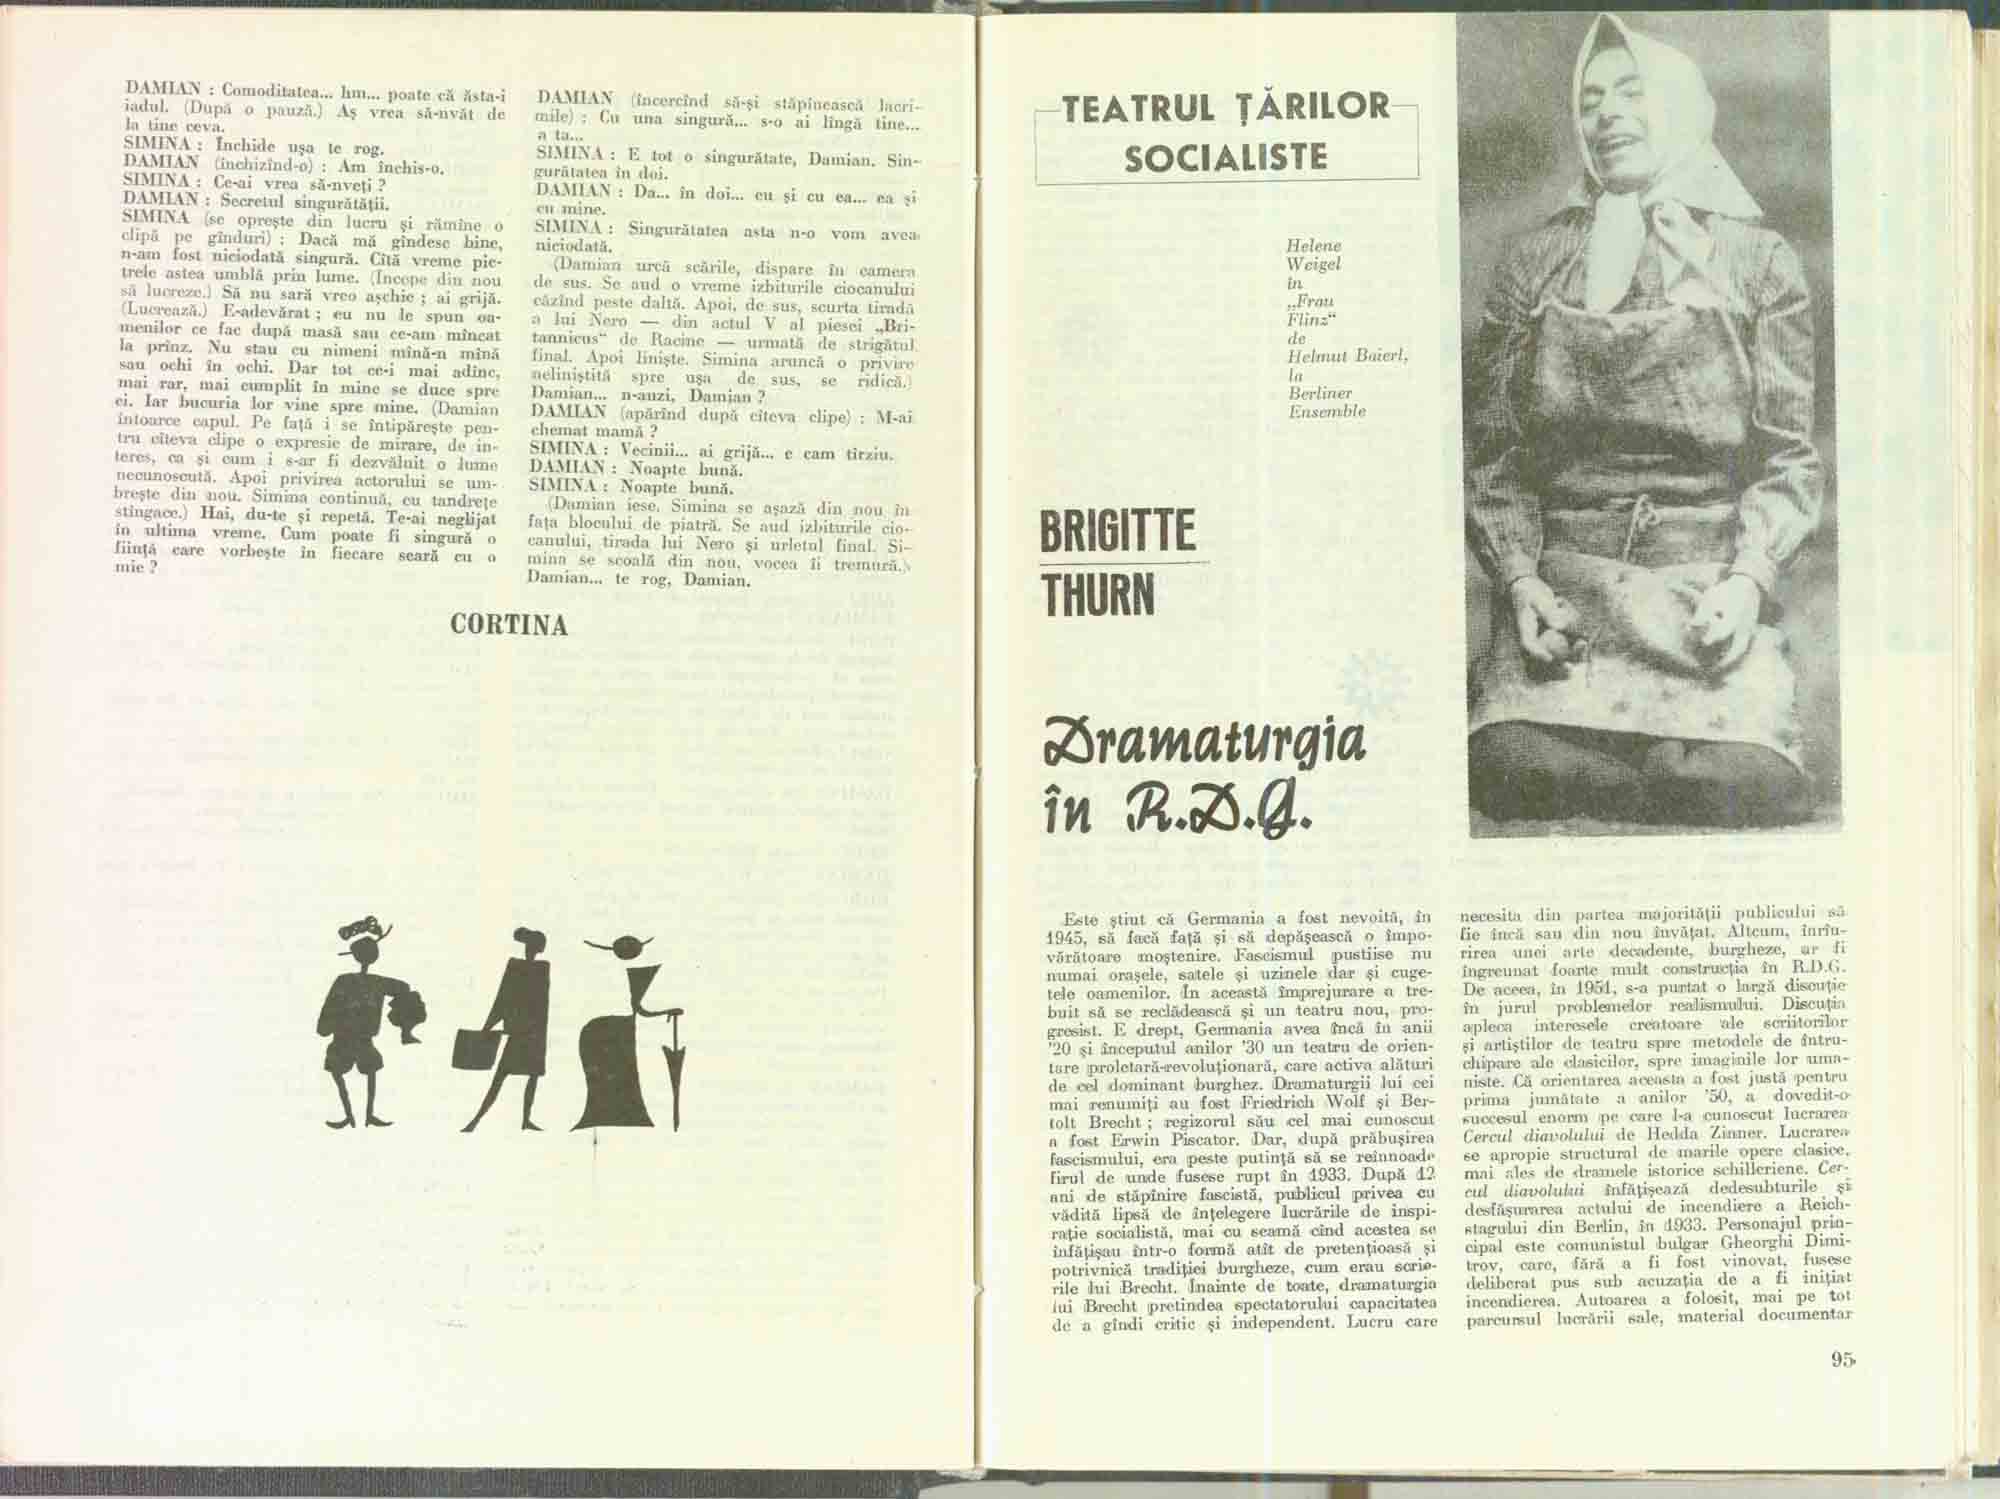 DAMIAN : Comoditatea... hm... poate că ăsta-i
iadul. (După o pauză.) Aş vrea să-nvăt de
la tine ceva.
SIMINA : Inchide uşa te rog.
DAMIAN (închizînd-o) : Am închis-o.
SIMINA : Ce-ai vrea să-nveţi ?
DAMIAN : Secretul singurătăţii.
SIMINA (se opreşte din lucru şi rămîne o
clipă pe gînduri) : Dacă mă gîndesc bine,
n-am fost niciodată singură. Cîtă vreme pie-
trele astea umblă prin lume. (Incepe din nou
să lucreze.) Să nu sară vreo aşchie ; ai grijă.
(Lucrează.) E-adevărat ; eu nu le spun oa-
menilor ce fac după masă sau ce-am mîncat
la prînz. Nu stau cu nimeni mînă-n mînă
sau ochi în ochi. Dar tot ce-i mai adînc,
mai rar, mai cumplit în mine se duce spre
ei. Iar bucuria lor vine spre mine. (Damian
întoarce capul. Pe faţă i se întipăreşte pen-
tru cîteva clipe o expresie de mirare, de in-
teres, ca şi cum i s-ar fi dezvăluit o lume
necunoscută. Apoi privirea actorului se um-
breşte din nou. Simina continuă, cu tandreţe
stîngace.) Hai, du-te şi repetă. Te-ai neglijat
în ultima vreme. Cum poate fi singură o
fiinţă care vorbeşte în fiecare seară cu o
mie ?
DAMIAN (încercînd să-şi stăpînească lacri-
mile) : Cu una singură... s-o ai lîngă tine...
a ta...
SIMINA : E tot o singurătate, Damian. Sin-
gurătatea în doi.
DAMIAN : Da... în doi... eu şi cu ea... ea şi
cu mine.
SIMINA : Singurătatea asta n-o vom avea
niciodată.
(Damian urcă scările, dispare în camera
de sus. Se aud o vreme izbiturile ciocanului
căzînd peste daltă. Apoi, de sus, scurta tiradă
a lui Nero — din actul V al piesei „Bri-
tannicus“ de Racine — urmată de strigătul
final. Apoi linişte. Simina aruncă o privire
neliniştită spre uşa de sus, se ridică.)
Damian... n-auzi, Damian ?
DAMIAN (apărînd după cîteva clipe) : M-ai
chemat mamă ?
SIMINA : Vecinii... ai grijă... e cam tîrziu.
DAMIAN : Noapte bună.
SIMINA : Noapte bună.
(Damian iese. Simina se aşază din nou în
faţa blocului de piatră. Se aud izbiturile cio-
canului, tirada lui Nero şi urletul final. Si-
mina se scoală din nou, vocea îi tremură.)
Damian... te rog, Damian.
CORTINA
TEATRUL ŢĂRILOR
SOCIALISTE
Helene
Weigel
în
„Frau
Flinz“
de
Helmut Baierl,
la
Berliner
Ensemble
BRIGITTE
THURN
Dramaturgia
în R.D.G.
Este ştiut că Germania a fost nevoită, în
1945, să facă faţă şi să depăşească o împo-
vărătoare moştenire. Fascismul pustiise nu
numai oraşele, satele şi uzinele dar şi cuge-
tele oamenilor. În această împrejurare a tre-
buit să se reclădească şi un teatru nou, pro-
gresist. E drept, Germania avea încă în anii
'20 şi începutul anilor '30 un teatru de orien-
tare proletară-revoluţionară, care activa alături
de cel dominant burghez. Dramaturgii lui cei
mai renumiţi au fost Friedrich Wolf şi Ber-
tolt Brecht ; regizorul său cel mai cunoscut
a fost Erwin Piscator. Dar, după prăbuşirea
fascismului, era peste putinţă să se reînnoade
firul de unde fusese rupt în 1933. După 12
ani de stăpînire fascistă, publicul privea cu
vădită lipsă de înţelegere lucrările de inspi-
raţie socialistă, mai cu seamă cînd acestea se
înfăţişau într-o formă atît de pretenţioasă şi
potrivnică tradiţiei burgheze, cum erau scrie-
rile lui Brecht. Inainte de toate, dramaturgia
lui Brecht pretindea spectatorului capacitatea
de a gîndi critic şi independent. Lucru care
necesita din partea majorităţii publicului să
fie încă sau din nou învăţat. Altcum, înrîu-
rirea unei arte decadente, burgheze, ar fi
îngreunat foarte mult construcţia în R.D.G.
De aceea, în 1951, s-a purtat o largă discuţie
în jurul problemelor realismului. Discuţia
apleca interesele creatoare ale scriitorilor
şi artiştilor de teatru spre metodele de întru-
chipare ale clasicilor, spre imaginile lor uma-
niste. Că orientarea aceasta a fost justă pentru
prima jumătate a anilor '50, a dovedit-o
succesul enorm pe care l-a cunoscut lucrarea
Cercul diavolului de Hedda Zinner. Lucrarea
se apropie structural de marile opere clasice,
mai ales de dramele istorice schilleriene. Cer-
cul diavolului înfăţişează dedesubturile şi
desfăşurarea actului de incendiere a Reich-
stagului din Berlin, în 1933. Personajul prin-
cipal este comunistul bulgar Gheorghi Dimi-
trov, care, fără a fi fost vinovat, fusese
deliberat pus sub acuzaţia de a fi iniţiat
incendierea. Autoarea a folosit, mai pe tot
parcursul lucrării sale, material documentar
95